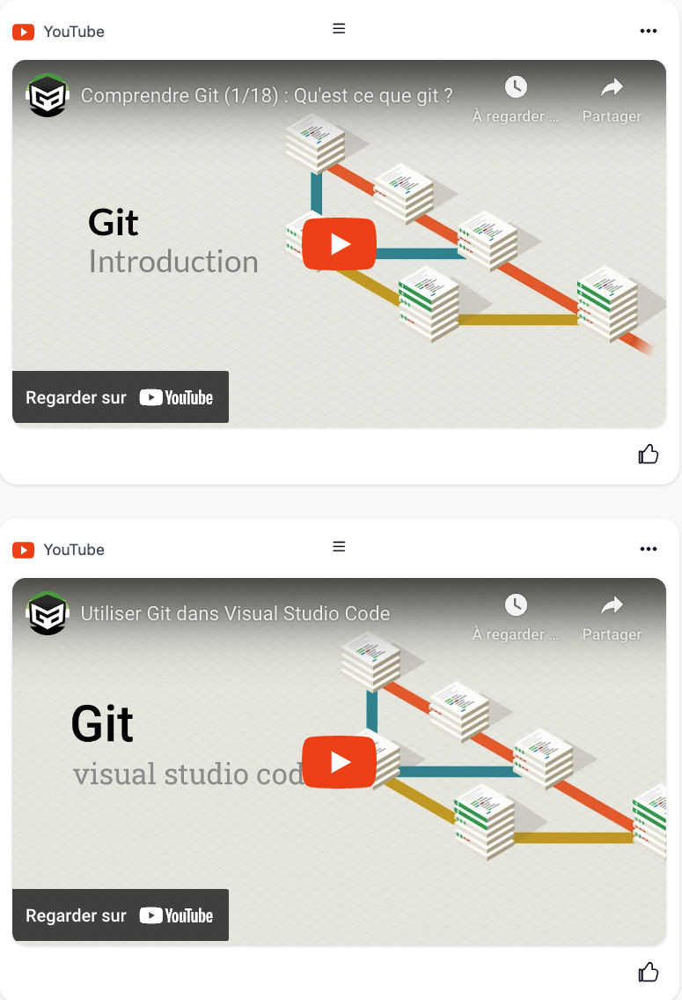 YouTube
Comprendre Git (1/18) : Qu'est ce que git ?
À regarder ...
Partager
Git
Introduction
Regarder sur YouTube
YouTube
Utiliser Git dans Visual Studio Code
À regarder ...
Partager
Git
visual studio cod
Regarder sur YouTube